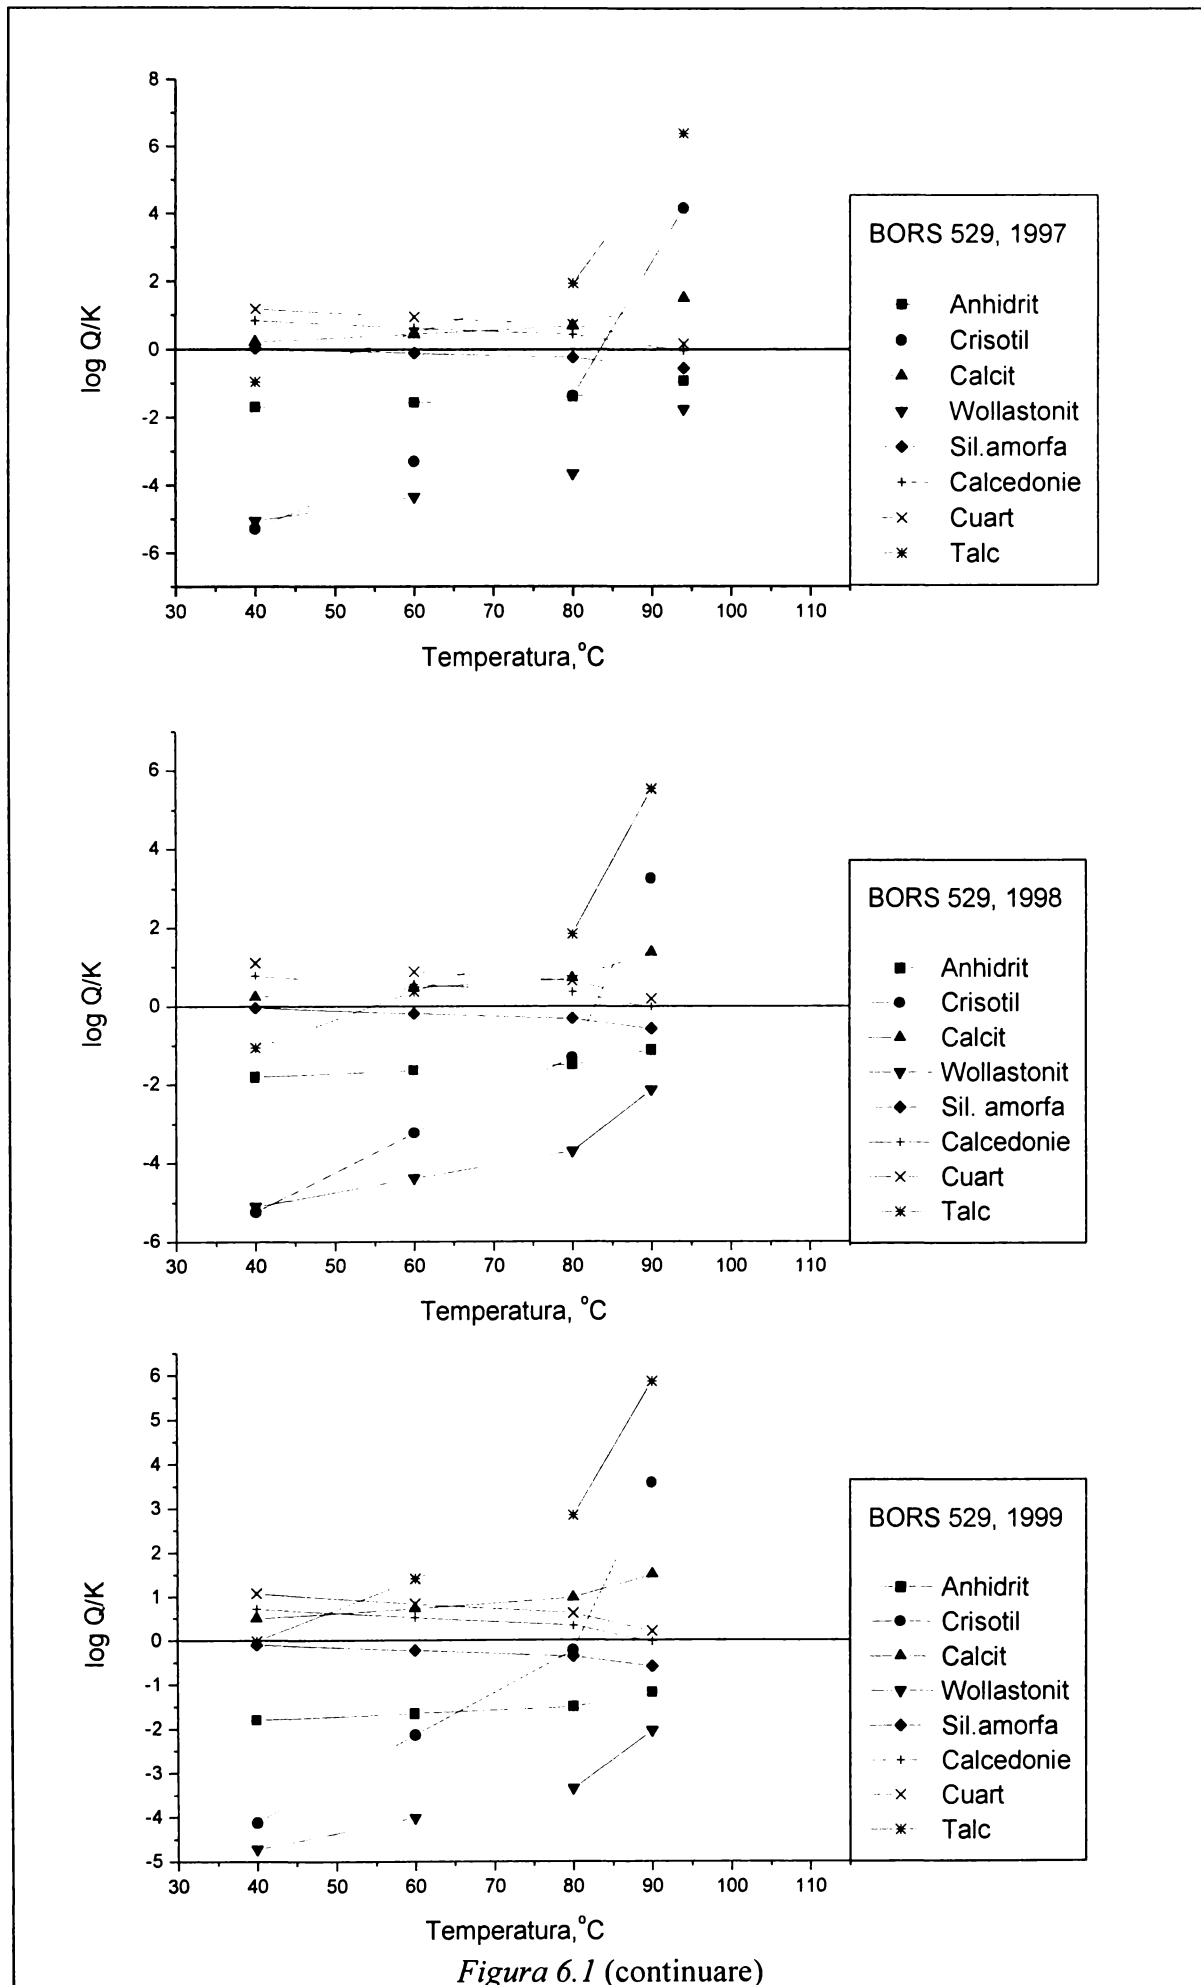 8
6
4
2
0
-2
-4
-6
log Q/K
30 40 50 60 70 80 90 100 110
Temperatura,°C
BORS 529, 1997
Anhidrit
Crisotil
Calcit
Wollastonit
Sil.amorfa
Calcedonie
Cuart
Talc
6
4
2
0
-2
-4
-6
log Q/K
30 40 50 60 70 80 90 100 110
Temperatura, °C
BORS 529, 1998
Anhidrit
Crisotil
Calcit
Wollastonit
Sil. amorfa
Calcedonie
Cuart
Talc
6
5
4
3
2
1
0
-1
-2
-3
-4
-5
log Q/K
30 40 50 60 70 80 90 100 110
Temperatura,°C
BORS 529, 1999
Anhidrit
Crisotil
Calcit
Wollastonit
Sil.amorfa
Calcedonie
Cuart
Talc
Figura 6.1 (continuare)